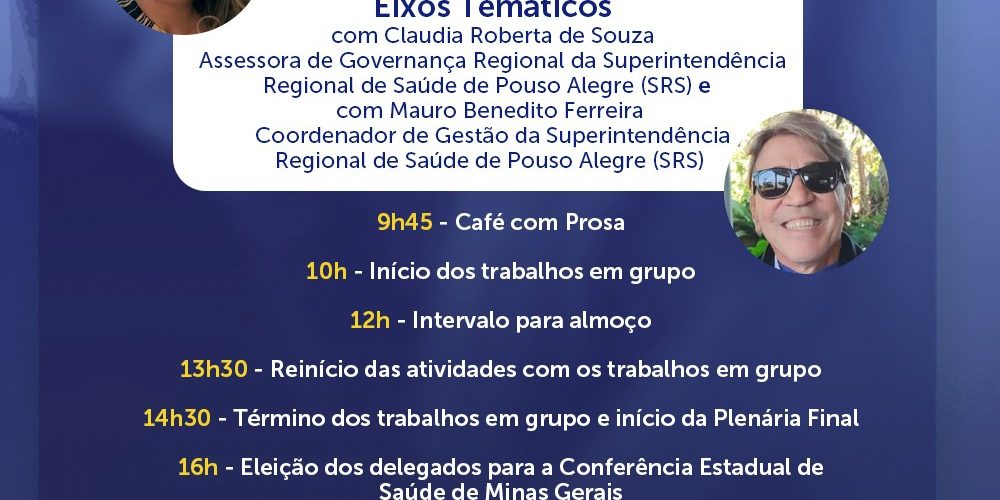 Eixos Temáticos
com Claudia Roberta de Souza
Assessora de Governança Regional da Superintendência
Regional de Saúde de Pouso Alegre (SRS) e
com Mauro Benedito Ferreira
Coordenador de Gestão da Superintendência
Regional de Saúde de Pouso Alegre (SRS)
9h45 - Café com Prosa
10h - Início dos trabalhos em grupo
12h - Intervalo para almoço
13h30 - Reinício das atividades com os trabalhos em grupo
14h30 - Término dos trabalhos em grupo e início da Plenária Final
16h - Eleição dos delegados para a Conferência Estadual de
Saúde de Minas Gerais